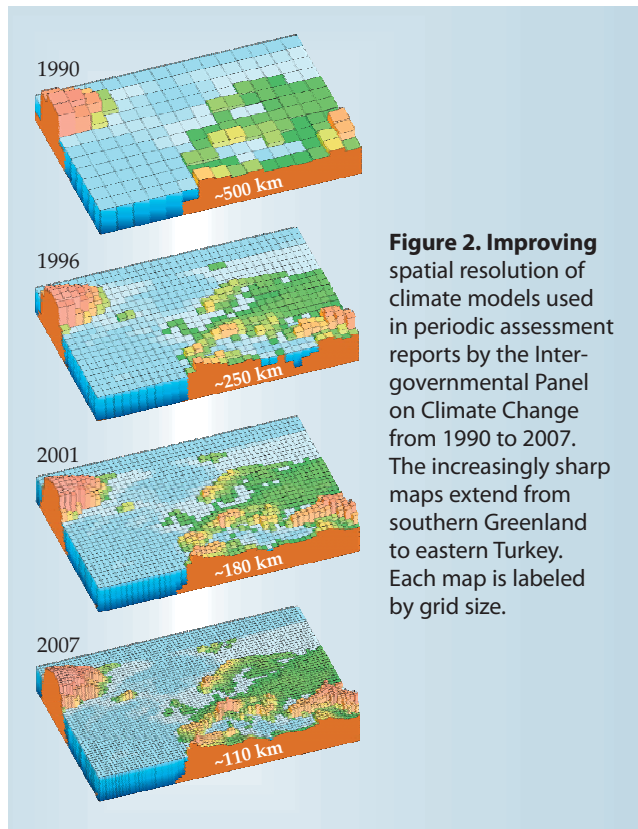 1990
~500 km
1996
~250 km
2001
~180 km
2007
~110 km
Figure 2. Improving
spatial resolution of
climate models used
in periodic assessment
reports by the Inter-
governmental Panel
on Climate Change
from 1990 to 2007.
The increasingly sharp
maps extend from
southern Greenland
to eastern Turkey.
Each map is labeled
by grid size.